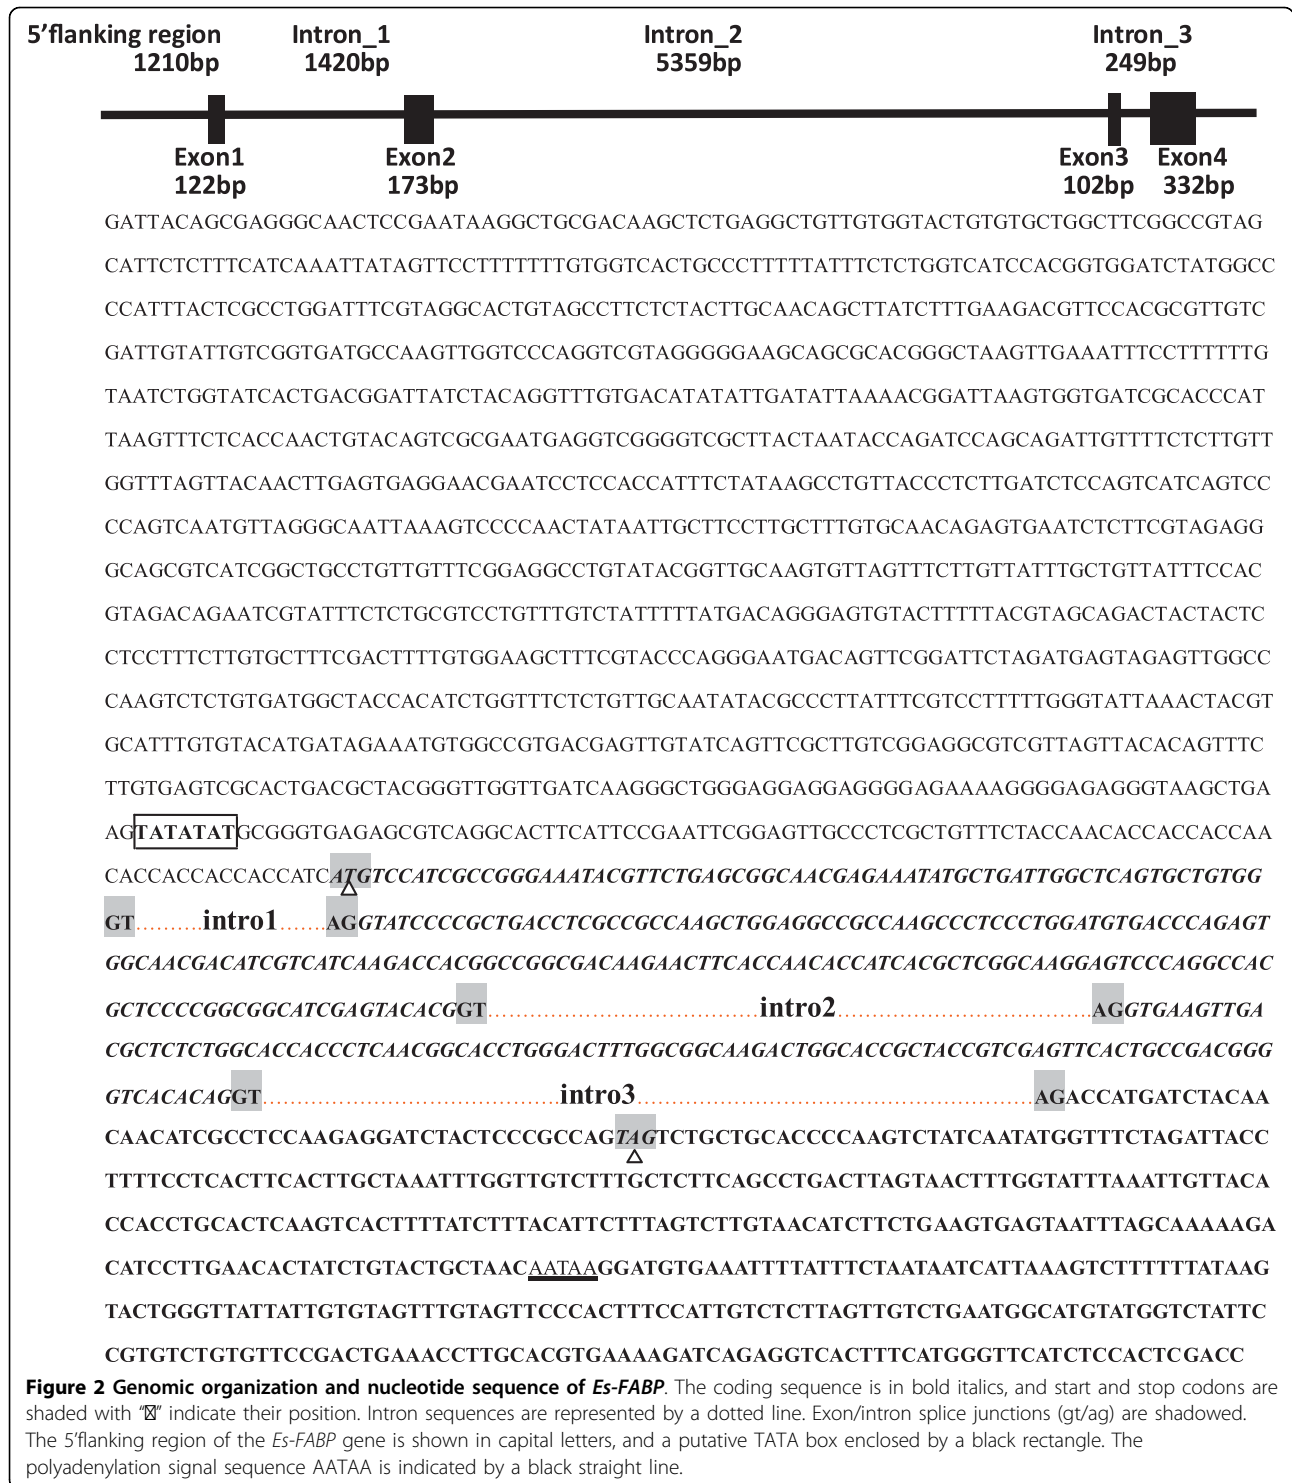 5'flanking region Intron_1 Intron_2 Intron_3
1210bp 1420bp 5359bp 249bp
Exon1 Exon2 Exon3 Exon4
122bp 173bp 102bp 332bp
GATTACAGCGAGGGCAACTCCGAATAAGGCTGCGACAAGCTCTGAGGCTGTTGTGGTACTGTGTGCTGGCTTCGGCCGTAG
CATTCTCTTTCATCAAATTATAGTTCCTTTTTTTGTGGTCACTGCCCTTTTTATTTCTCTGGTCATCCACGGTGGATCTATGGCC
CCATTTACTCGCCTGGATTTCGTAGGCACTGTAGCCTTCTCTACTTGCAACAGCTTATCTTTGAAGACGTTCCACGCGTTGTC
GATTGTATTGTCGGTGATGCCAAGTTGGTCCCAGGTCGTAGGGGGAAGCAGCGCACGGGCTAAGTTGAAATTTCCTTTTTTG
TAATCTGGTATCACTGACGGATTATCTACAGGTTTGTGACATATATTGATATTAAAACGGATTAAGTGGTGATCGCACCCAT
TAAGTTTCTCACCAACTGTACAGTCGCGAATGAGGTCGGGGTCGCTTACTAATACCAGATCCAGCAGATTGTTTTCTCTTGTT
GGTTTAGTTACAACTTGAGTGAGGAACGAATCCTCCACCATTTCTATAAGCCTGTTACCCTCTTGATCTCCAGTCATCAGTCC
CCAGTCAATGTTAGGGCAATTAAAGTCCCCAACTATAATTGCTTCCTTGCTTTGTGCAACAGAGTGAATCTCTTCGTAGAGG
GCAGCGTCATCGGCTGCCTGTTGTTTCGGAGGCCTGTATACGGTTGCAAGTGTTAGTTTCTTGTTATTTGCTGTTATTTCCAC
GTAGACAGAATCGTATTTCTCTGCGTCCTGTTTGTCTATTTTTATGACAGGGAGTGTACTTTTTACGTAGCAGACTACTACTC
CTCCTTTCTTGTGCTTTCGACTTTTGTGGAAGCTTTCGTACCCAGGGAATGACAGTTCGGATTCTAGATGAGTAGAGTTGGCC
CAAGTCTCTGTGATGGCTACCACATCTGGTTTCTCTGTTGCAATATACGCCCTTATTTCGTCCTTTTTGGGTATTAAACTACGT
GCATTTGTGTACATGATAGAAATGTGGCCGTGACGAGTTGTATCAGTTCGCTTGTCGGAGGCGTCGTTAGTTACACAGTTTC
TTGTGAGTCGCACTGACGCTACGGGTTGGTTGATCAAGGGCTGGGAGGAGGAGGGGAGAAAAGGGGAGAGGGTAAGCTGA
AGTATATATGCGGGTGAGAGCGTCAGGCACTTCATTCCGAATTCGGAGTTGCCCTCGCTGTTTCTACCAACACCACCACCAA
CACCACCACCACCATCATGTCCATCGCCGGGAAATACGTTCTGAGCGGCAACGAGAAATATGCTGATTGGCTCAGTGCTGTGG
GT..........intro1.......AGGTATCCCCGCTGACCTCGCCGCCAAGCTGGAGGCCGCCAAGCCCTCCCTGGATGTGACCCAGAGT
GGCAACGACATCGTCATCAAGACCACGGCCGGCGACAAGAACTTCACCAACACCATCACGCTCGGCAAGGAGTCCCAGGCCAC
GCTCCCCGGCGGCATCGAGTACACGGT.......................................intro2.....................................AGGTGAAGTTGA
CGCTCTCTGGCACCACCCTCAACGGCACCTGGGACTTTGGCGGCAAGACTGGCACCGCTACCGTCGAGTTCACTGCCGACGGG
GTCACACAGGT...........................................intro3.........................................................AGACCATGATCTACAA
CAACATCGCCTCCAAGAGGATCTACTCCCGCCAGTAGTCTGCTGCACCCCAAGTCTATCAATATGGTTTCTAGATTACC
TTTTCCTCACTTCACTTGCTAAATTTGGTTGTCTTTGCTCTTCAGCCTGACTTAGTAACTTTGGTATTTAAATTGTTACA
CCACCTGCACTCAAGTCACTTTTATCTTTACATTCTTTAGTCTTGTAACATCTTCTGAAGTGAGTAATTTAGCAAAAAGA
CATCCTTGAACACTATCTGTACTGCTAACAATAAGGATGTGAAATTTTATTTCTAATAATCATTAAAGTCTTTTTTATAAG
TACTGGGTTATTATTGTGTAGTTTGTAGTTCCCACTTTCCATTGTCTCTTAGTTGTCTGAATGGCATGTATGGTCTATTC
CGTGTCTGTGTTCCGACTGAAACCTTGCACGTGAAAAGATCAGAGGTCACTTTCATGGGTTCATCTCCACTCGACC
Figure 2 Genomic organization and nucleotide sequence of Es-FABP. The coding sequence is in bold italics, and start and stop codons are
shaded with "" indicate their position. Intron sequences are represented by a dotted line. Exon/intron splice junctions (gt/ag) are shadowed.
The 5'flanking region of the Es-FABP gene is shown in capital letters, and a putative TATA box enclosed by a black rectangle. The
polyadenylation signal sequence AATAA is indicated by a black straight line.